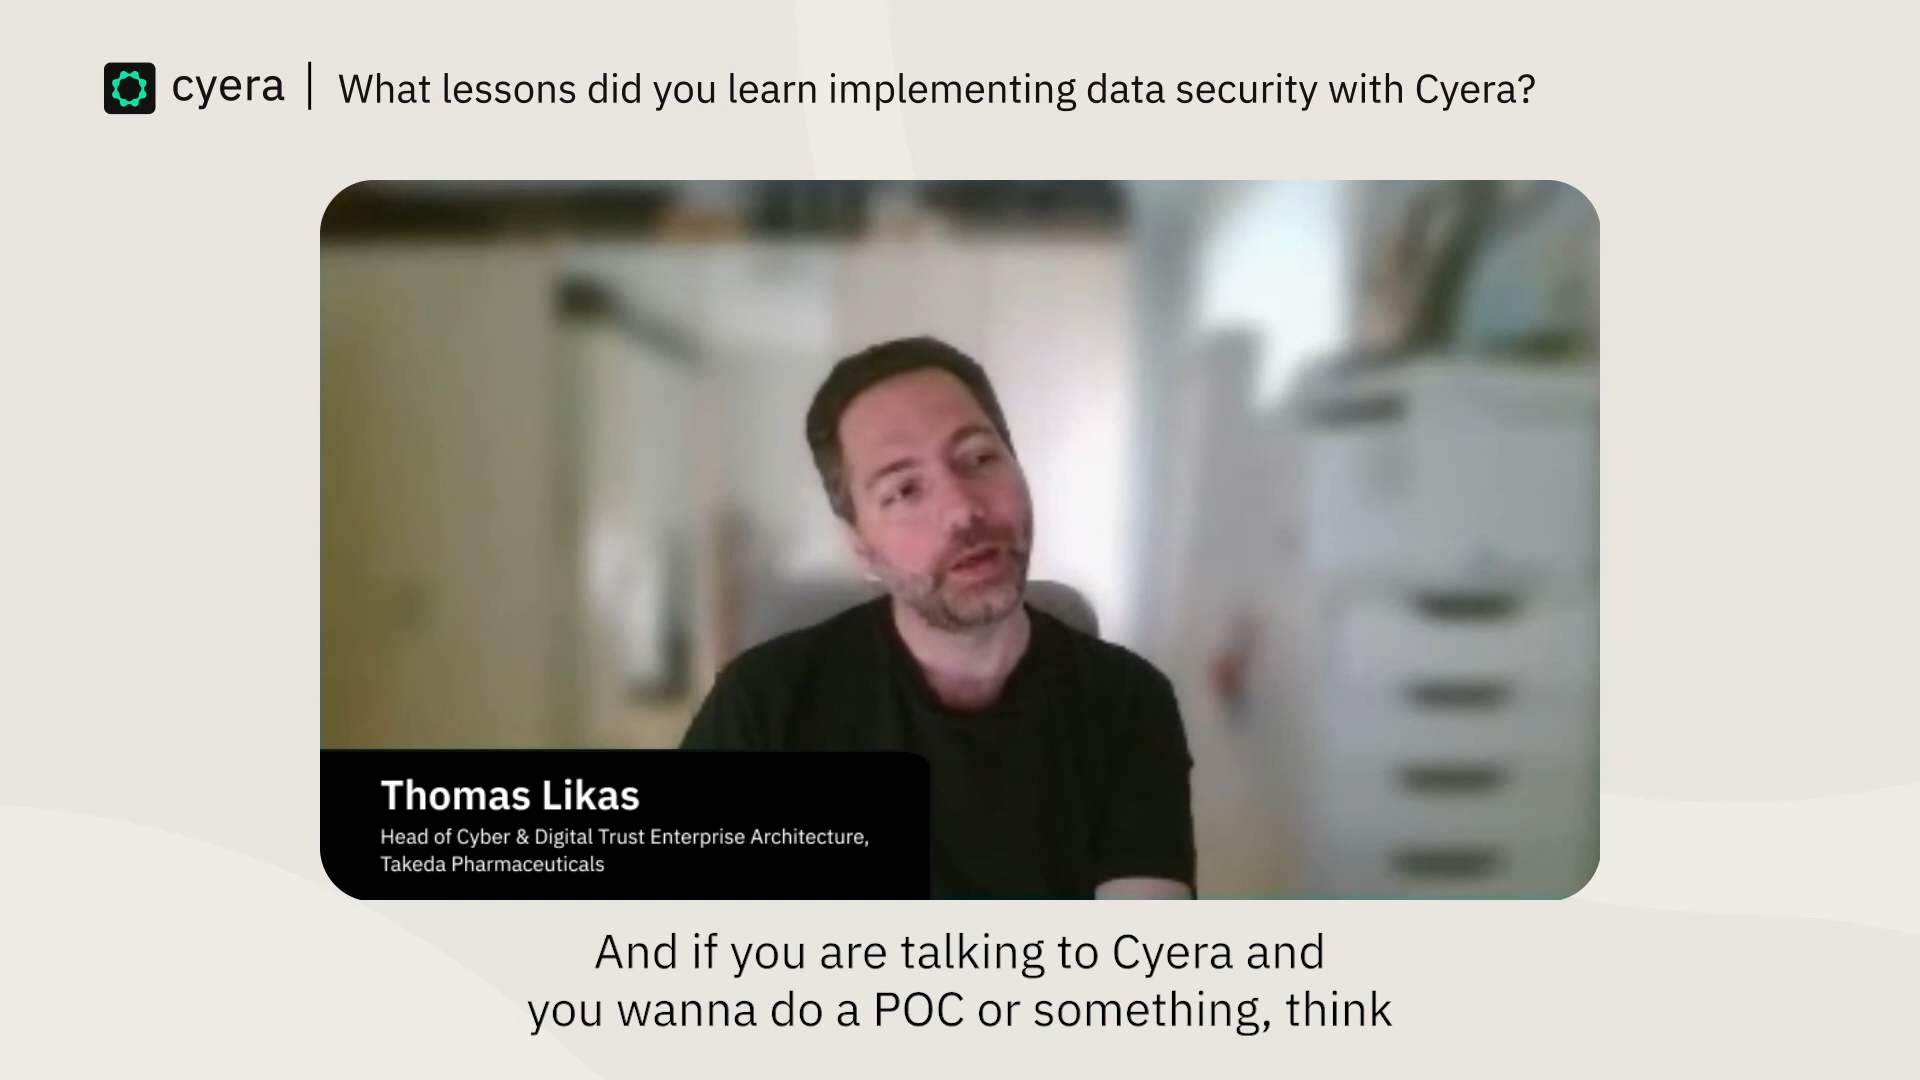 cyera | What lessons did you learn implementing data security with Cyera?
Thomas Likas
Head of Cyber & Digital Trust Enterprise Architecture,
Takeda Pharmaceuticals
And if you are talking to Cyera and
you wanna do a POC or something, think